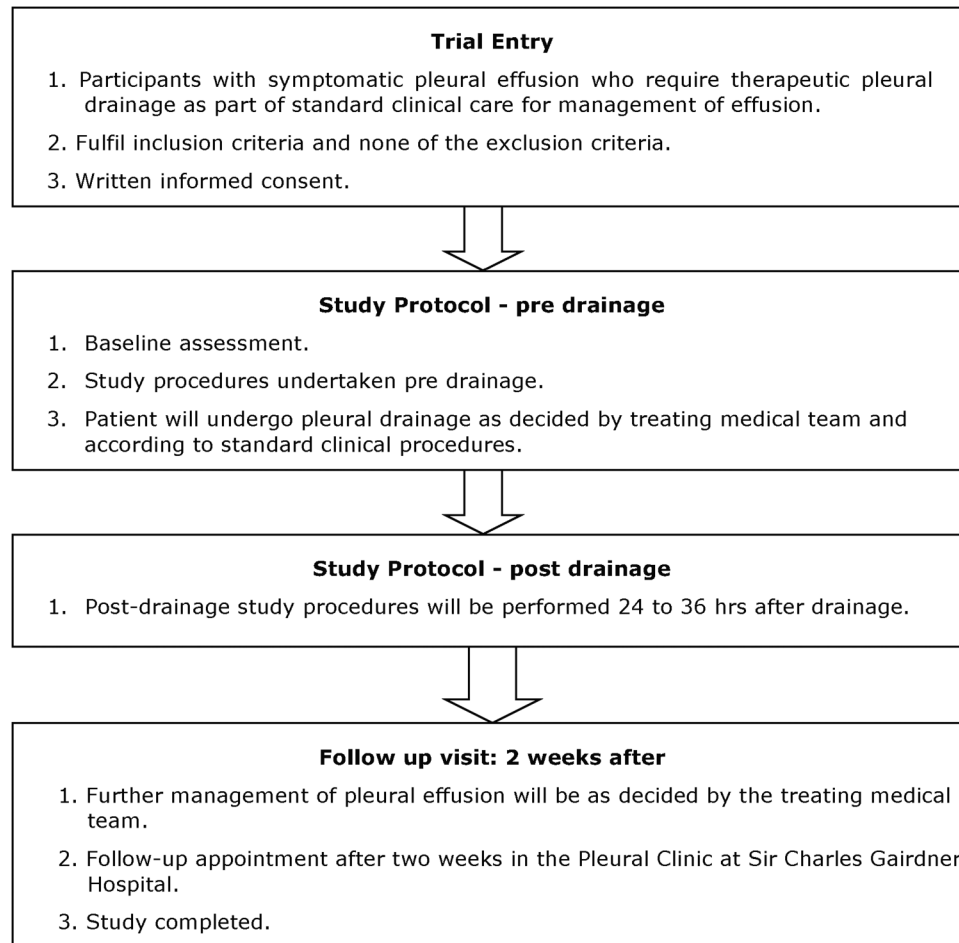 Trial Entry
1. Participants with symptomatic pleural effusion who require therapeutic pleural
drainage as part of standard clinical care for management of effusion.
2. Fulfil inclusion criteria and none of the exclusion criteria.
3. Written informed consent.
Study Protocol - pre drainage
1. Baseline assessment.
2. Study procedures undertaken pre drainage.
3. Patient will undergo pleural drainage as decided by treating medical team and
according to standard clinical procedures.
Study Protocol - post drainage
1. Post-drainage study procedures will be performed 24 to 36 hrs after drainage.
Follow up visit: 2 weeks after
1. Further management of pleural effusion will be as decided by the treating medical
team.
2. Follow-up appointment after two weeks in the Pleural Clinic at Sir Charles Gairdner
Hospital.
3. Study completed.